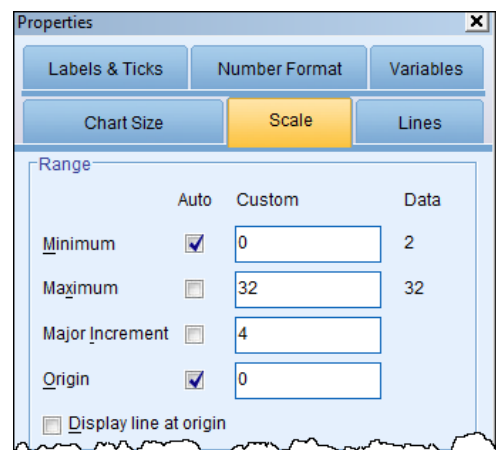 Properties
Labels & Ticks Number Format Variables
Chart Size Scale Lines
Range
Auto Custom Data
Minimum 0 2
Maximum 32 32
Major Increment 4
Origin 0
Display line at origin